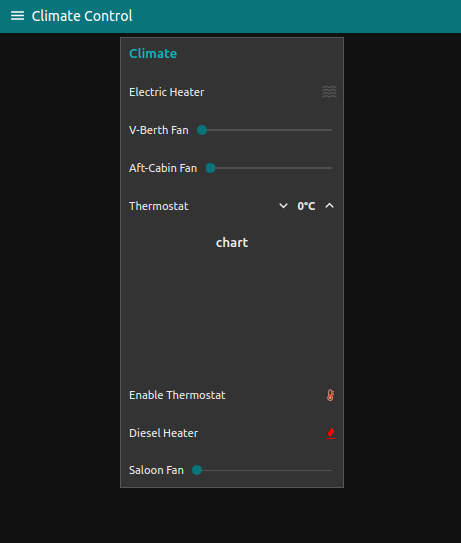 Climate Control
Climate
Electric Heater
V-Berth Fan
Aft-Cabin Fan
Thermostat 0°C
chart
Enable Thermostat
Diesel Heater
Saloon Fan